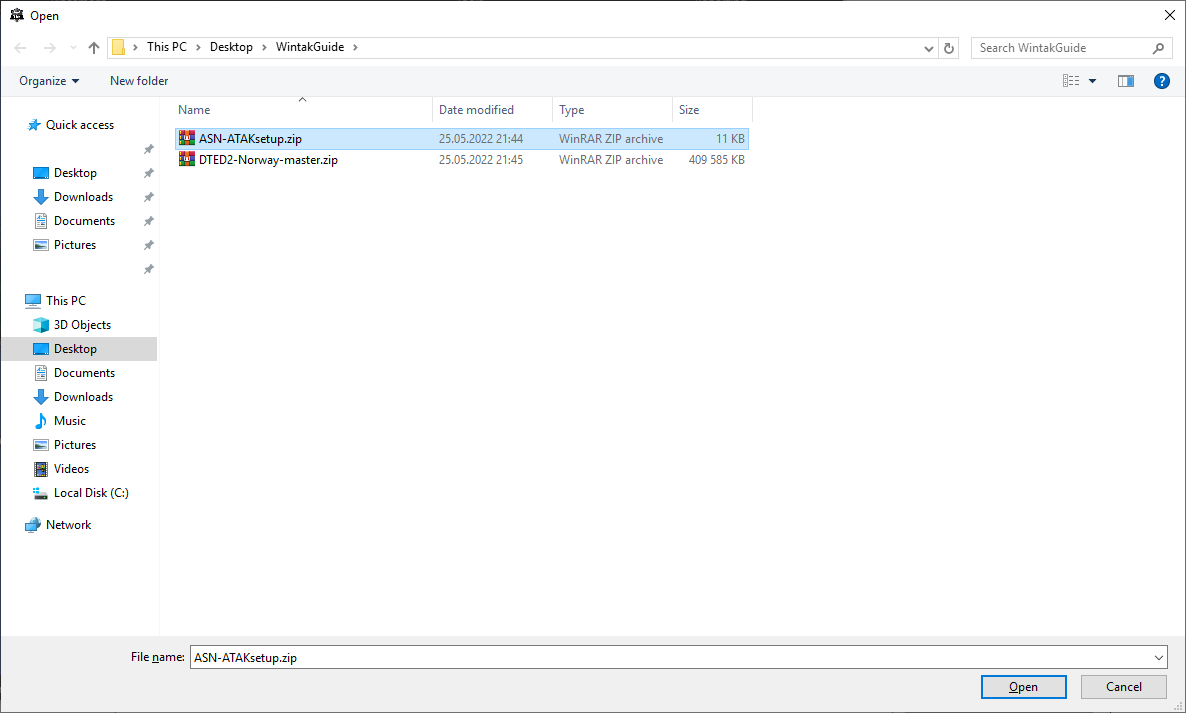 Open
This PC > Desktop > WintakGuide >
Search WintakGuide
Organize
New folder
?
Name
Date modified
Type
Size
Quick access
ASN-ATAKsetup.zip
25.05.2022 21:44
WinRAR ZIP archive
11 KB
DTED2-Norway-master.zip
25.05.2022 21:45
WinRAR ZIP archive
409 585 KB
Desktop
Downloads
Documents
Pictures
This PC
3D Objects
Desktop
Documents
Downloads
Music
Pictures
Videos
Local Disk (C:)
Network
File name:
ASN-ATAKsetup.zip
Open
Cancel